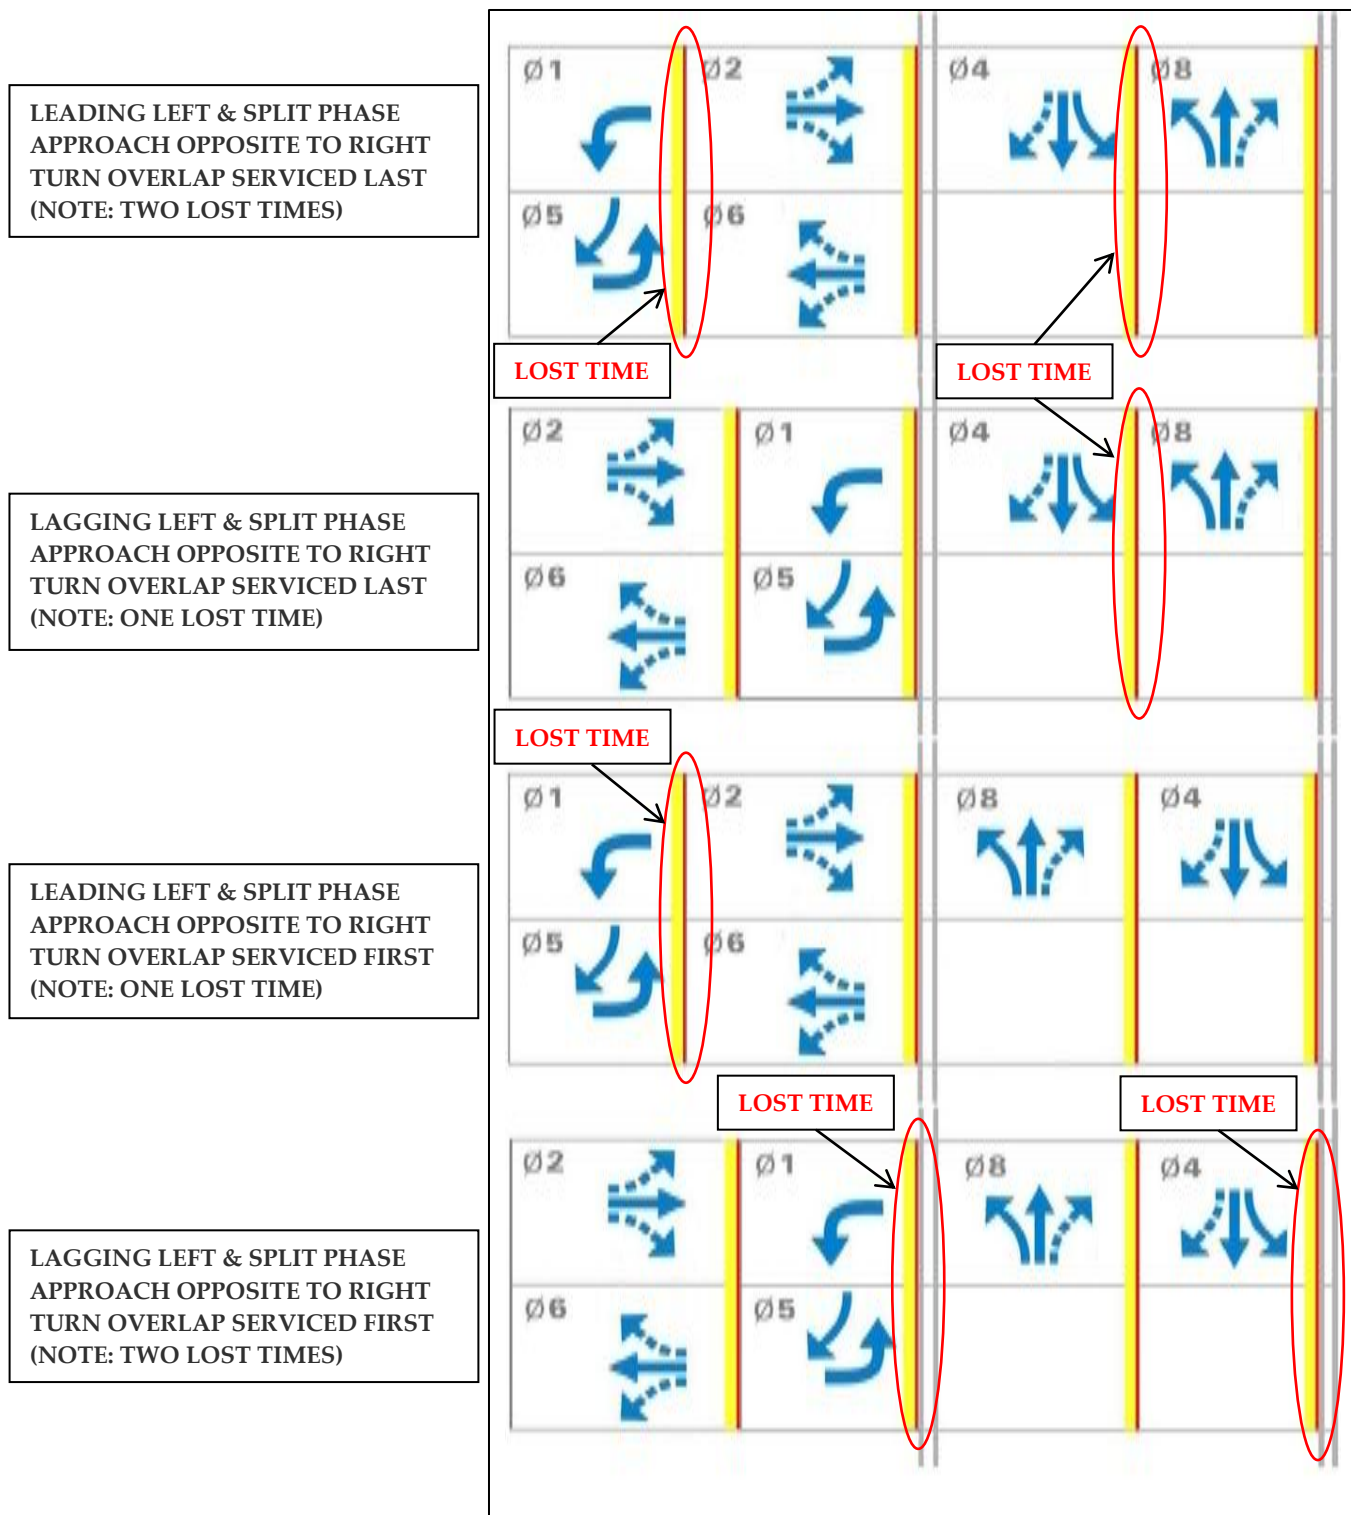 LEADING LEFT & SPLIT PHASE
APPROACH OPPOSITE TO RIGHT
TURN OVERLAP SERVICED LAST
(NOTE: TWO LOST TIMES)
Ø1
Ø2
Ø4
Ø8
Ø5
Ø6
LOST TIME
LOST TIME
LAGGING LEFT & SPLIT PHASE
APPROACH OPPOSITE TO RIGHT
TURN OVERLAP SERVICED LAST
(NOTE: ONE LOST TIME)
Ø2
Ø1
Ø4
Ø8
Ø6
Ø5
LOST TIME
LEADING LEFT & SPLIT PHASE
APPROACH OPPOSITE TO RIGHT
TURN OVERLAP SERVICED FIRST
(NOTE: ONE LOST TIME)
Ø1
Ø2
Ø8
Ø4
Ø5
Ø6
LOST TIME
LOST TIME
LAGGING LEFT & SPLIT PHASE
APPROACH OPPOSITE TO RIGHT
TURN OVERLAP SERVICED FIRST
(NOTE: TWO LOST TIMES)
Ø2
Ø1
Ø8
Ø4
Ø6
Ø5